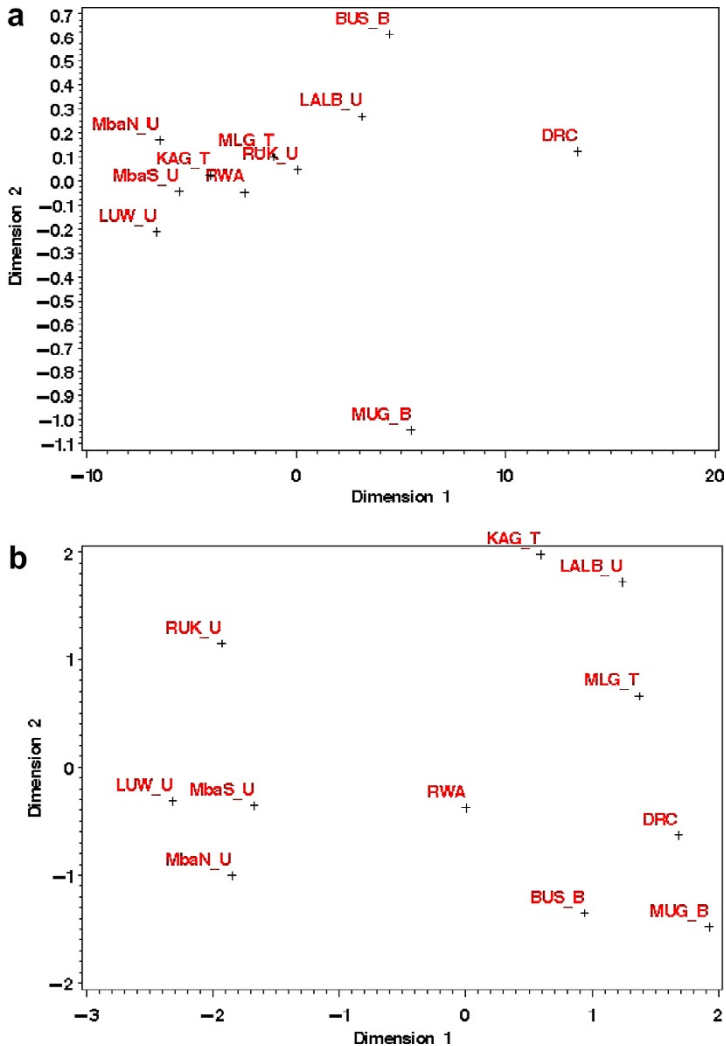 a
0.7
BUS_B
0.6
0.5
0.4
LALB_U
0.3
MbaN_U
0.2
MLG_T
DRC
0.1
KAG_T
RUK_U
0.0
MbaS_U
RWA
−0.1
LUW_U
−0.2
−0.3
−0.4
−0.5
−0.6
−0.7
−0.8
−0.9
MUG_B
−1.0
−1.1
Dimension 2
−10 0 10 20
Dimension 1
b
KAG_T
2
LALB_U
RUK_U
1
MLG_T
0
LUW_U
MbaS_U
RWA
DRC
MbaN_U
−1
BUS_B
MUG_B
−2
Dimension 2
−3 −2 −1 0 1 2
Dimension 1